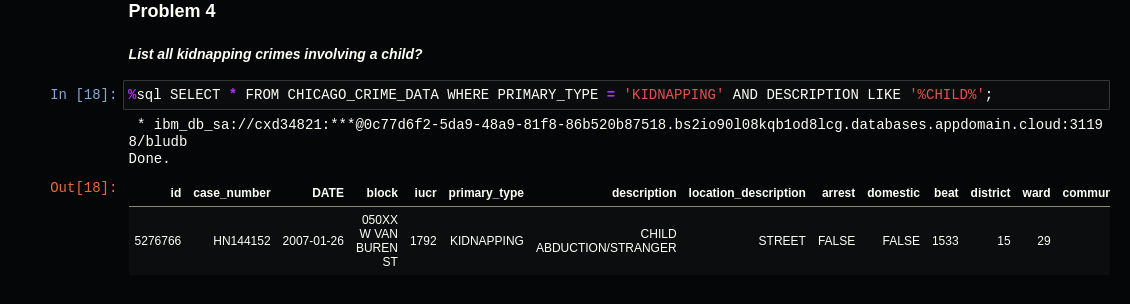 Problem 4
List all kidnapping crimes involving a child?
In [18]: %sql SELECT * FROM CHICAGO_CRIME_DATA WHERE PRIMARY_TYPE = 'KIDNAPPING' AND DESCRIPTION LIKE '%CHILD%';
* ibm_db_sa://cxd34821:***@0c77d6f2-5da9-48a9-81f8-86b520b87518.bs2io90l08kqb1od8lcg.databases.appdomain.cloud:3119
8/bludb
Done.
Out[18]:
id case_number DATE block iucr primary_type description location_description arrest domestic beat district ward commun
5276766 HN144152 2007-01-26 050XX W VAN BUREN ST 1792 KIDNAPPING CHILD ABDUCTION/STRANGER STREET FALSE FALSE 1533 15 29